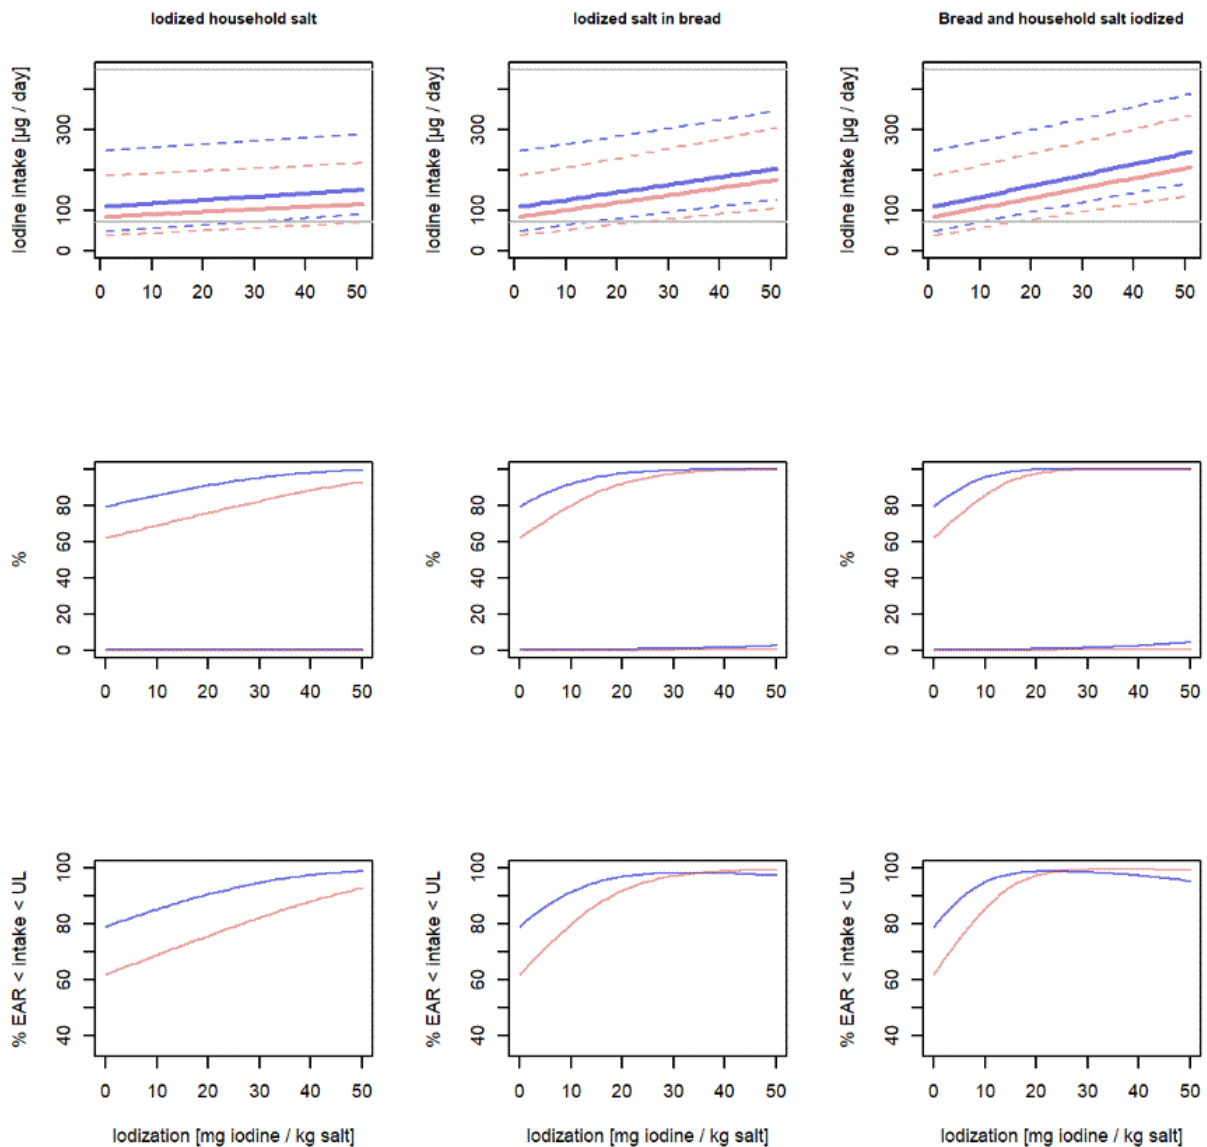 Iodized household salt
Iodized salt in bread
Bread and household salt iodized
Iodine intake [µg / day]
300
100
0
0 10 20 30 40 50
Iodine intake [µg / day]
300
100
0
0 10 20 30 40 50
Iodine intake [µg / day]
300
100
0
0 10 20 30 40 50
%
80
60
40
20
0
0 10 20 30 40 50
%
80
60
40
20
0
0 10 20 30 40 50
%
80
60
40
20
0
0 10 20 30 40 50
% EAR < intake < UL
100
80
60
40
0 10 20 30 40 50
Iodization [mg iodine / kg salt]
% EAR < intake < UL
100
80
60
40
0 10 20 30 40 50
Iodization [mg iodine / kg salt]
% EAR < intake < UL
100
80
60
40
0 10 20 30 40 50
Iodization [mg iodine / kg salt]